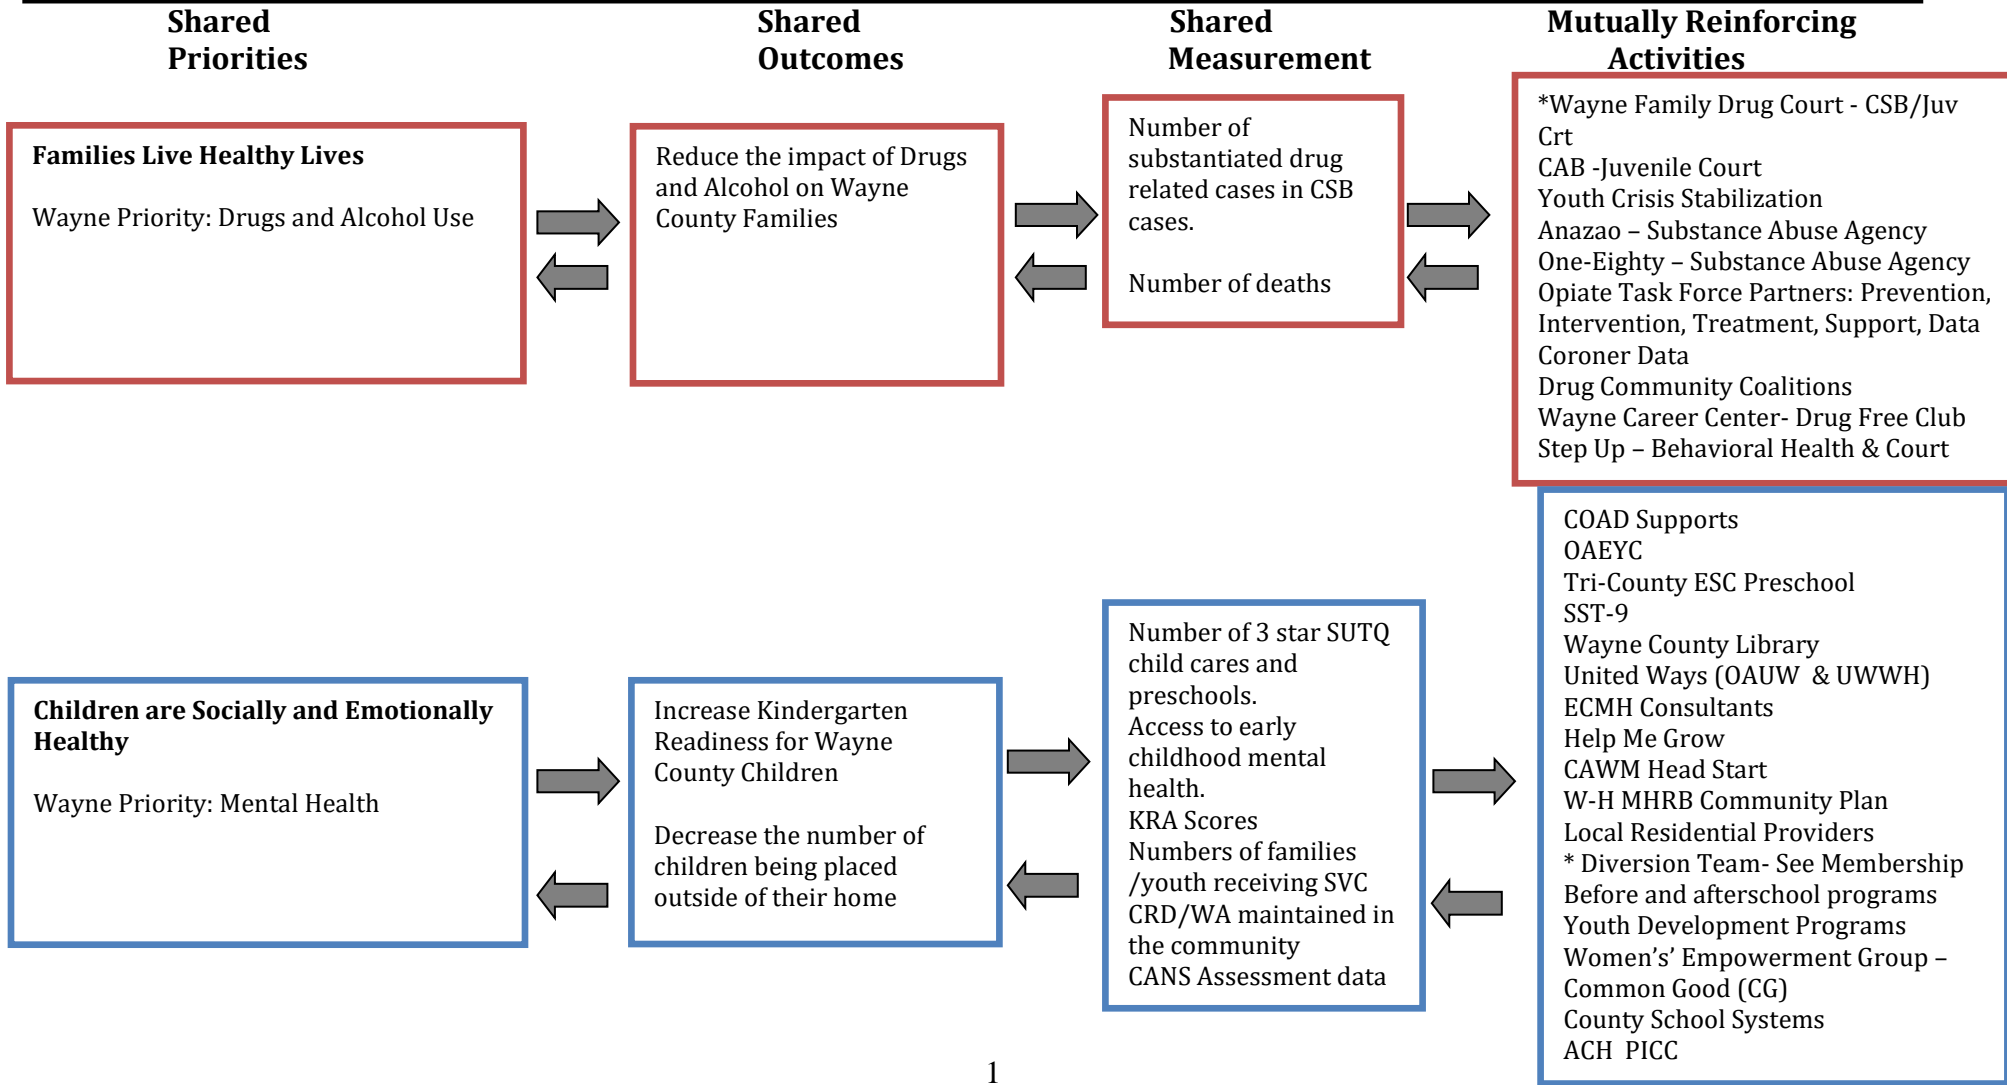 Shared
Priorities
Shared
Outcomes
Shared
Measurement
Mutually Reinforcing
Activities
Families Live Healthy Lives
Wayne Priority: Drugs and Alcohol Use
Reduce the impact of Drugs
and Alcohol on Wayne
County Families
Number of
substantiated drug
related cases in CSB
cases.
Number of deaths
*Wayne Family Drug Court - CSB/Juv
Crt
CAB -Juvenile Court
Youth Crisis Stabilization
Anazao – Substance Abuse Agency
One-Eighty – Substance Abuse Agency
Opiate Task Force Partners: Prevention,
Intervention, Treatment, Support, Data
Coroner Data
Drug Community Coalitions
Wayne Career Center- Drug Free Club
Step Up – Behavioral Health & Court
Children are Socially and Emotionally
Healthy
Wayne Priority: Mental Health
Increase Kindergarten
Readiness for Wayne
County Children
Decrease the number of
children being placed
outside of their home
Number of 3 star SUTQ
child cares and
preschools.
Access to early
childhood mental
health.
KRA Scores
Numbers of families
/youth receiving SVC
CRD/WA maintained in
the community
CANS Assessment data
COAD Supports
OAEYC
Tri-County ESC Preschool
SST-9
Wayne County Library
United Ways (OAUW  & UWWH)
ECMH Consultants
Help Me Grow
CAWM Head Start
W-H MHRB Community Plan
Local Residential Providers
* Diversion Team- See Membership
Before and afterschool programs
Youth Development Programs
Women's' Empowerment Group –
Common Good (CG)
County School Systems
ACH  PICC
1